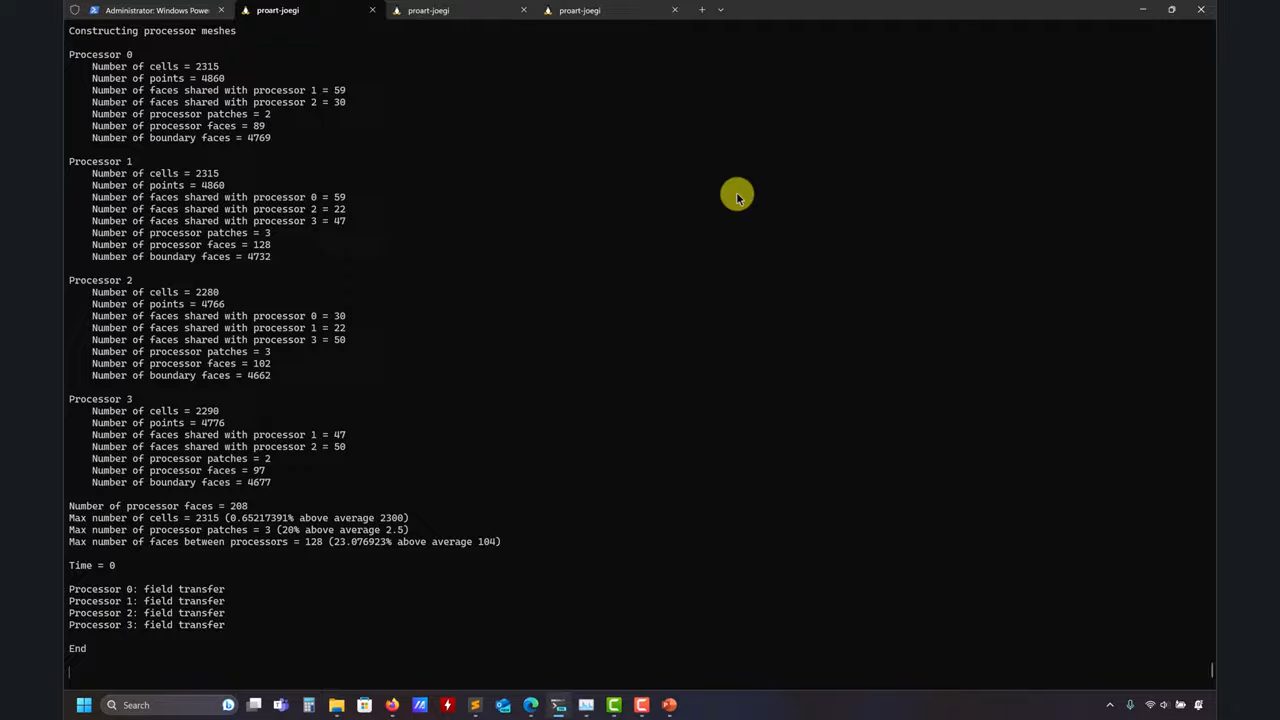 Administrator: Windows Power
proart-joegi
proart-joegi
proart-joegi
Constructing processor meshes
Processor 0
Number of cells = 2315
Number of points = 4860
Number of faces shared with processor 1 = 59
Number of faces shared with processor 2 = 30
Number of processor patches = 2
Number of processor faces = 89
Number of boundary faces = 4769
Processor 1
Number of cells = 2315
Number of points = 4860
Number of faces shared with processor 0 = 59
Number of faces shared with processor 2 = 22
Number of faces shared with processor 3 = 47
Number of processor patches = 3
Number of processor faces = 128
Number of boundary faces = 4732
Processor 2
Number of cells = 2280
Number of points = 4766
Number of faces shared with processor 0 = 30
Number of faces shared with processor 1 = 22
Number of faces shared with processor 3 = 50
Number of processor patches = 3
Number of processor faces = 102
Number of boundary faces = 4662
Processor 3
Number of cells = 2290
Number of points = 4776
Number of faces shared with processor 1 = 47
Number of faces shared with processor 2 = 50
Number of processor patches = 2
Number of processor faces = 97
Number of boundary faces = 4677
Number of processor faces = 208
Max number of cells = 2315 (0.65217391% above average 2300)
Max number of processor patches = 3 (20% above average 2.5)
Max number of faces between processors = 128 (23.076923% above average 104)
Time = 0
Processor 0: field transfer
Processor 1: field transfer
Processor 2: field transfer
Processor 3: field transfer
End
Search